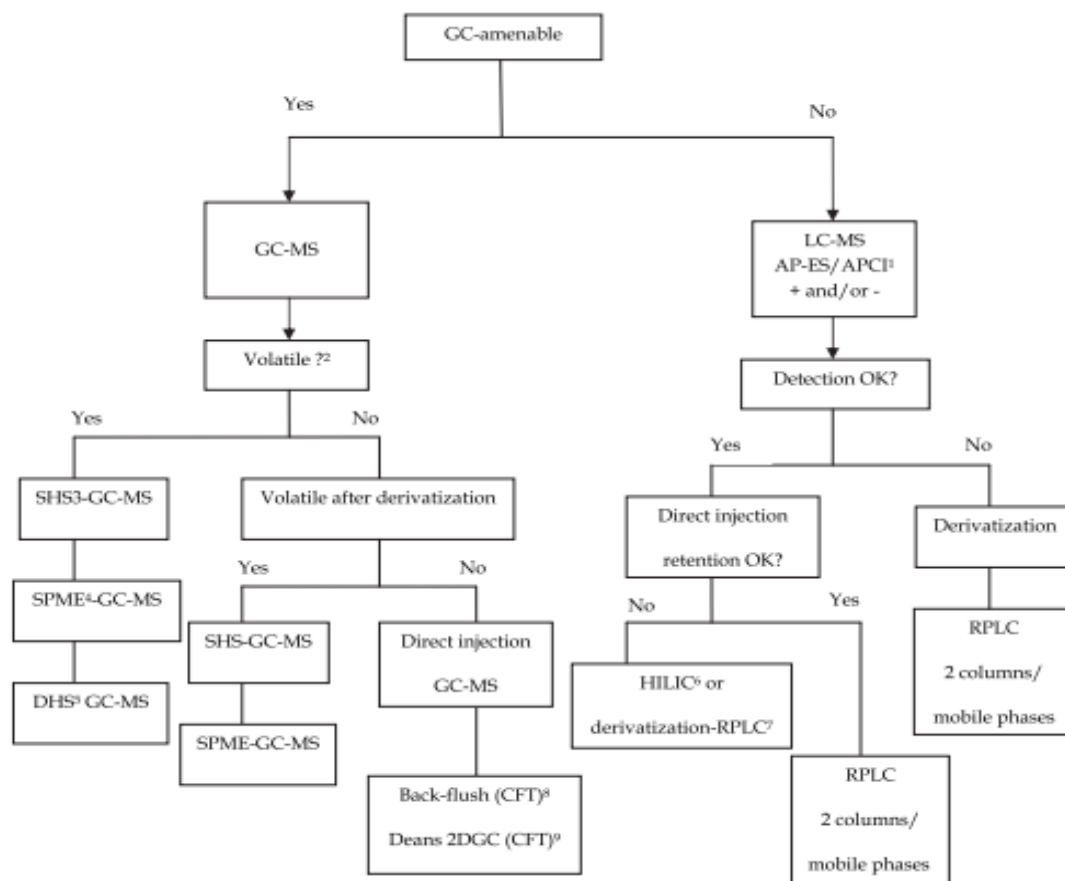 GC-amenable
Yes
No
GC-MS
LC-MS
AP-ES/APCI¹
+ and/or -
Volatile ?²
Detection OK?
Yes
No
Yes
No
SHS3-GC-MS
Volatile after derivatization
Direct injection
retention OK?
Derivatization
Yes
No
No
Yes
SPME⁴-GC-MS
SHS-GC-MS
Direct injection
GC-MS
HILIC⁶ or
derivatization-RPLC⁷
RPLC
2 columns/
mobile phases
DHS⁵ GC-MS
SPME-GC-MS
Back-flush (CFT)⁸
Deans 2DGC (CFT)⁹
RPLC
2 columns/
mobile phases